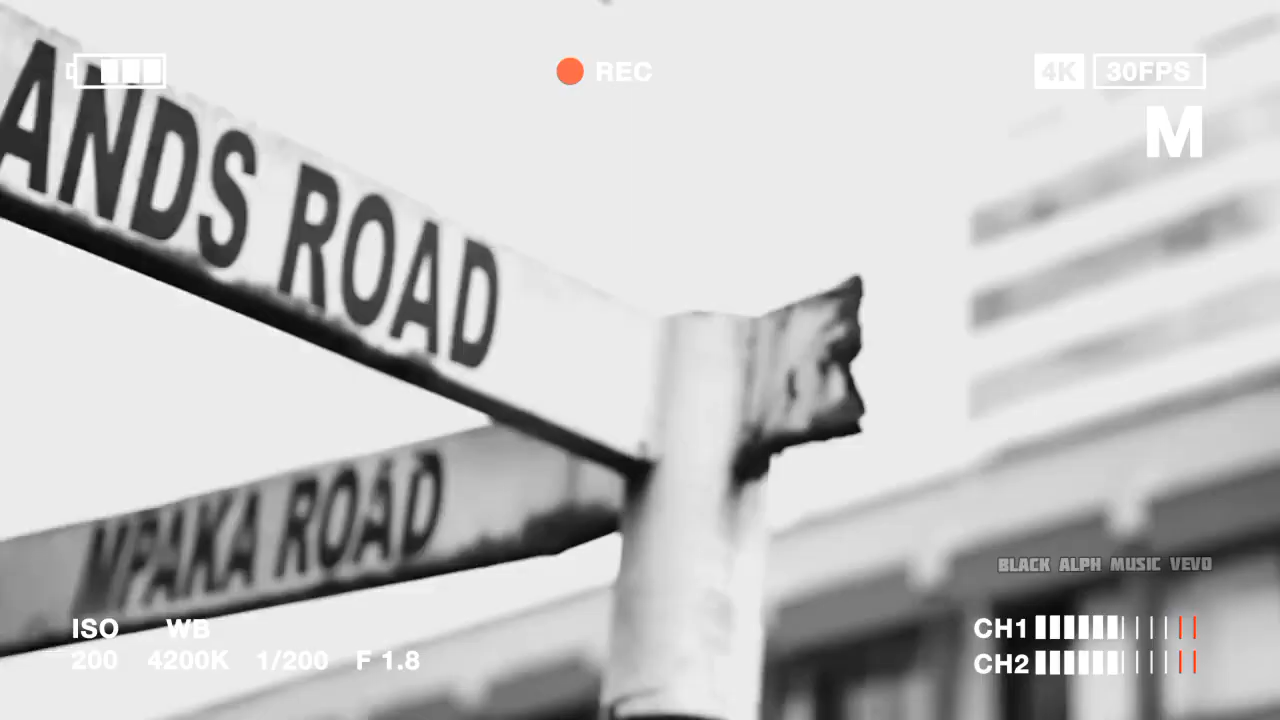 REC
4K 30FPS
M
ANDS ROAD
MPAKA ROAD
BLACK ALPH MUSIC VEVO
ISO WB
200 4200K 1/200 F 1.8
CH1
CH2